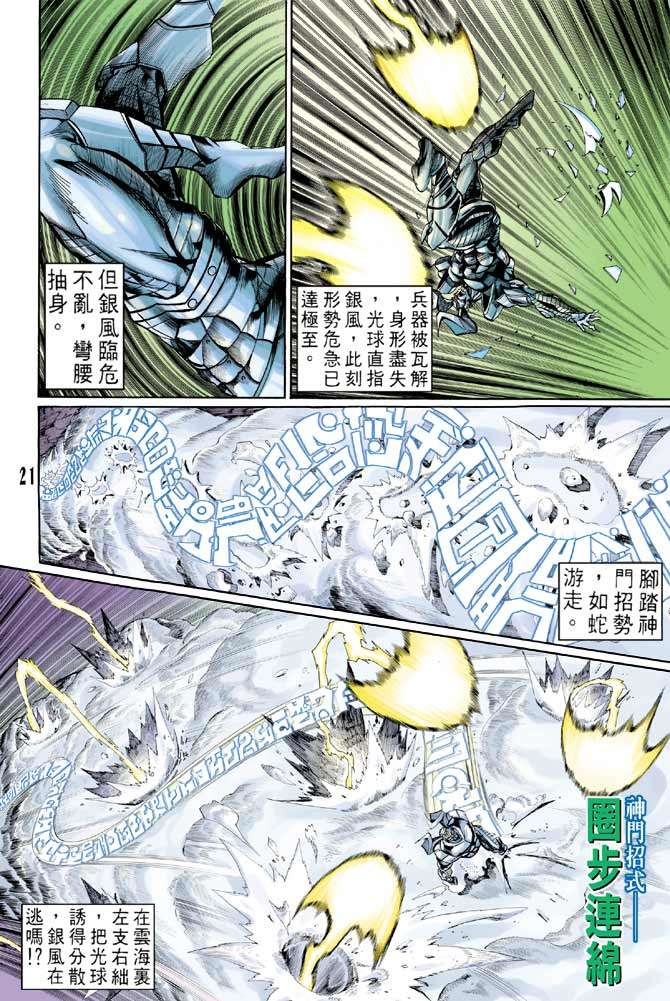 兵器被瓦解
，身形盡失
，光球直指
銀風，此刻
形勢危急已
達極至。
但銀風臨危
不亂，彎腰
抽身。
21
腳踏神
門招勢
，如蛇
游走。
神門招式——
圈步連綿
在雲海裏
左支右絀
，把光球
誘得分散
，銀風在
逃嗎!?